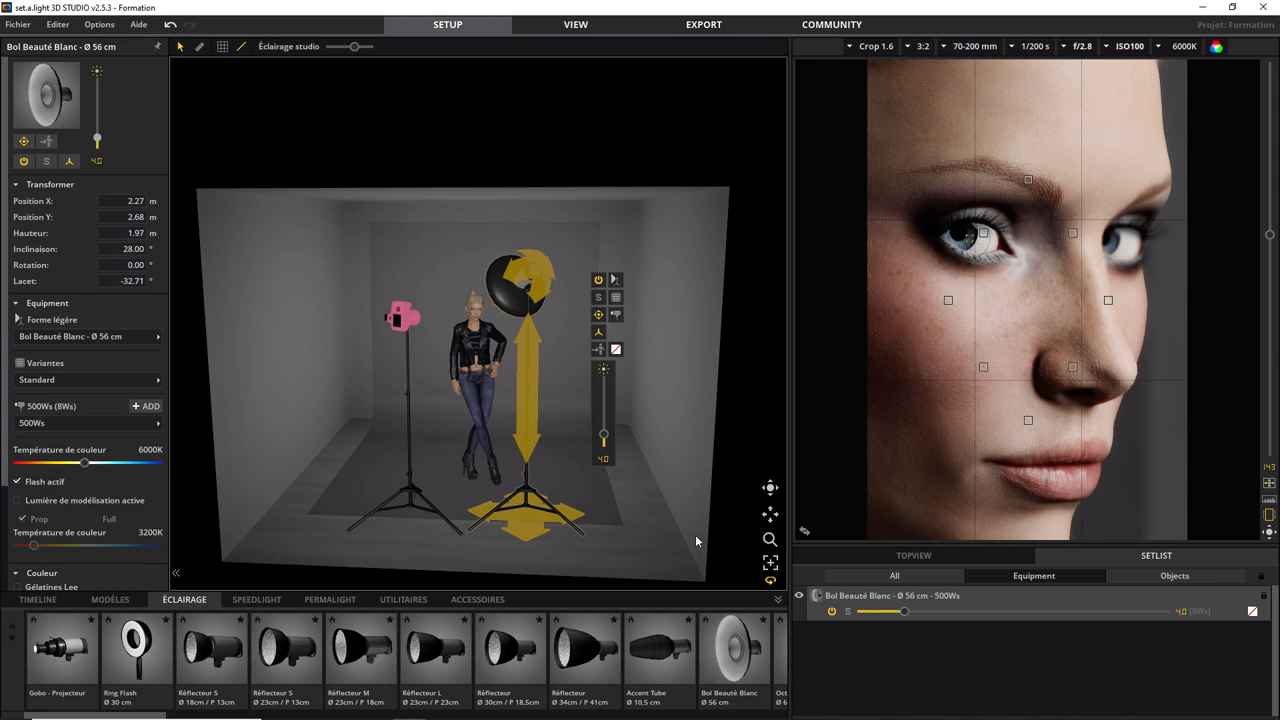 set.a.light 3D STUDIO v2.5.3 - Formation
Fichier Editer Options Aide SETUP VIEW EXPORT COMMUNITY Projet: Formation
Bol Beauté Blanc - Ø 56 cm
Éclairage studio
Crop 1.6 3:2 70-200 mm 1/200 s f/2.8 ISO100 6000K
S 4.0
Transformer
Position X: 2.27 m
Position Y: 2.68 m
Hauteur: 1.97 m
Inclinaison: 28.00 °
Rotation: 0.00 °
Lacet: -32.71 °
Equipment
Forme légère
Bol Beauté Blanc - Ø 56 cm
Variantes
Standard
500Ws (8Ws) + ADD
500Ws
Température de couleur 6000K
Flash actif
Lumière de modélisation active
Prop Full
Température de couleur 3200K
Couleur
Gélatines Lee
S
4.0
143
TOPVIEW SETLIST
All Equipment Objects
Bol Beauté Blanc - Ø 56 cm - 500Ws
S 4.0 [8Ws]
TIMELINE MODÈLES ÉCLAIRAGE SPEEDLIGHT PERMALIGHT UTILITAIRES ACCESSOIRES
Gobo - Projecteur
Ring Flash
Ø 30 cm
Réflecteur S
Ø 18cm / P 13cm
Réflecteur S
Ø 23cm / P 13cm
Réflecteur M
Ø 23cm / P 18cm
Réflecteur L
Ø 23cm / P 23cm
Réflecteur
Ø 30cm / P 18,5cm
Réflecteur
Ø 34cm / P 41cm
Accent Tube
Ø 10,5 cm
Bol Beauté Blanc
Ø 56 cm
Oct